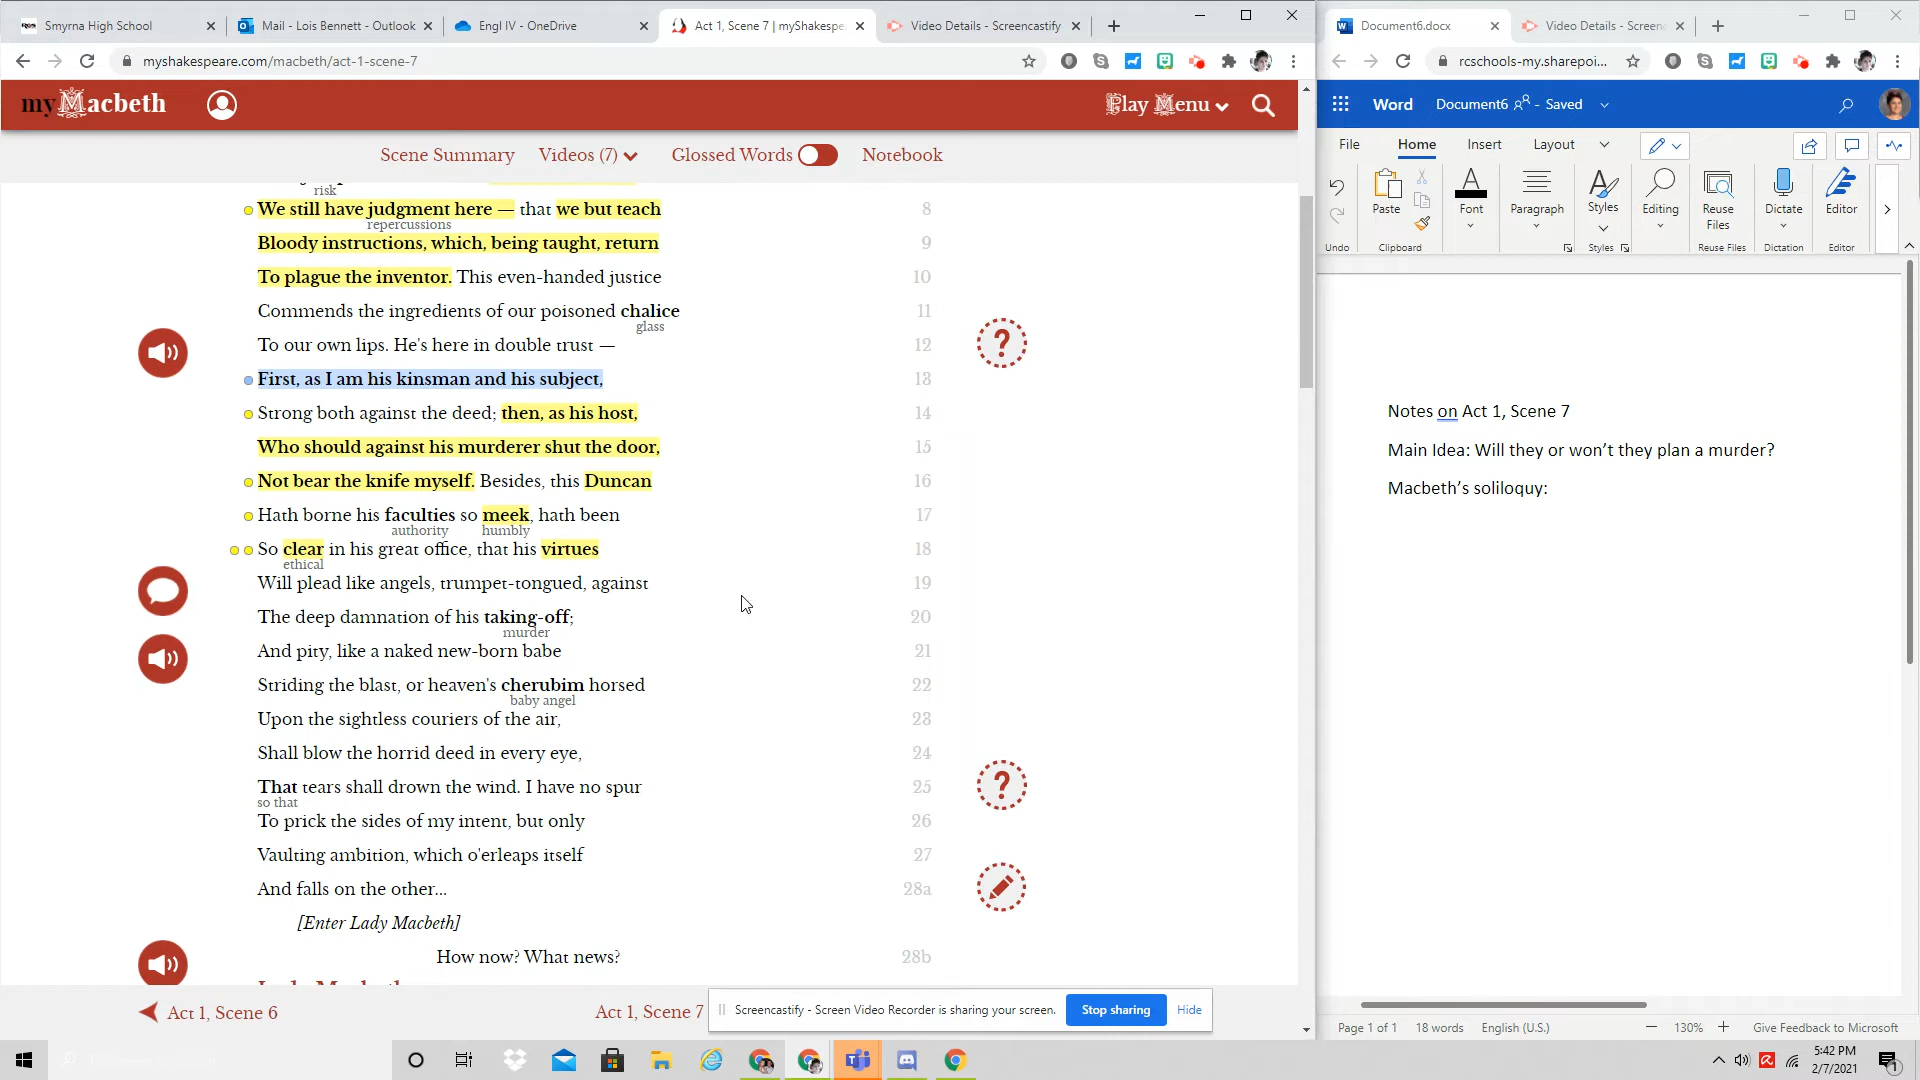 Smyrna High School
Mail - Lois Bennett - Outlook
Engl IV - OneDrive
Act 1, Scene 7 | myShakespe
Video Details - Screencastify
myshakespeare.com/macbeth/act-1-scene-7
myMacbeth
Play Menu
Scene Summary
Videos (7)
Glossed Words
Notebook
risk
We still have judgment here — that we but teach 8
repercussions
Bloody instructions, which, being taught, return 9
To plague the inventor. This even-handed justice 10
Commends the ingredients of our poisoned chalice 11
glass
To our own lips. He's here in double trust — 12
First, as I am his kinsman and his subject, 13
Strong both against the deed; then, as his host, 14
Who should against his murderer shut the door, 15
Not bear the knife myself. Besides, this Duncan 16
Hath borne his faculties so meek, hath been 17
authority humbly
So clear in his great office, that his virtues 18
ethical
Will plead like angels, trumpet-tongued, against 19
The deep damnation of his taking-off; 20
murder
And pity, like a naked new-born babe 21
Striding the blast, or heaven's cherubim horsed 22
baby angel
Upon the sightless couriers of the air, 23
Shall blow the horrid deed in every eye, 24
That tears shall drown the wind. I have no spur 25
so that
To prick the sides of my intent, but only 26
Vaulting ambition, which o'erleaps itself 27
And falls on the other... 28a
[Enter Lady Macbeth]
How now? What news? 28b
Act 1, Scene 6
Act 1, Scene 7
Screencastify - Screen Video Recorder is sharing your screen.
Stop sharing
Hide
Document6.docx
Video Details - Screenc
rcschools-my.sharepoi...
Word
Document6 - Saved
File
Home
Insert
Layout
Paste
Font
Paragraph
Styles
Editing
Reuse Files
Dictate
Editor
Undo
Clipboard
Styles
Reuse Files
Dictation
Editor
Notes on Act 1, Scene 7
Main Idea: Will they or won't they plan a murder?
Macbeth's soliloquy:
Page 1 of 1
18 words
English (U.S.)
130%
Give Feedback to Microsoft
5:42 PM
2/7/2021